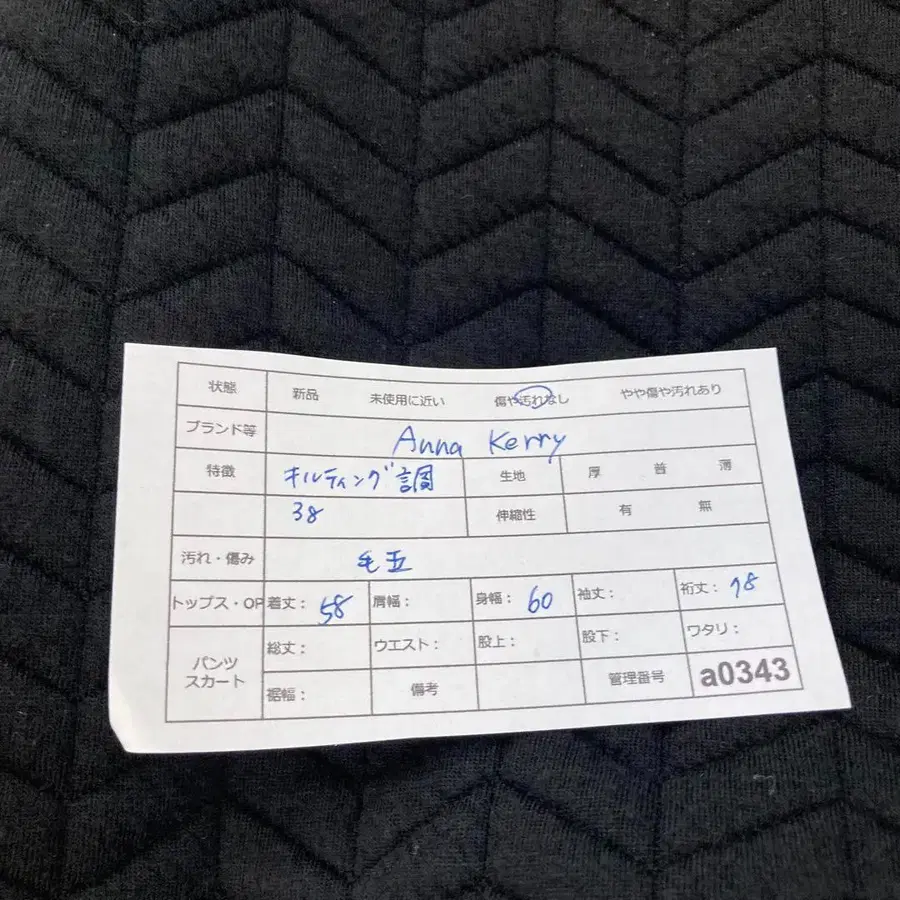 状態 新品 未使用に近い 傷や汚れなし やや傷や汚れあり
ブランド等 Anna Kerry
特徴 キルティング調 生地 厚 普 薄
38 伸縮性 有 無
汚れ・傷み 毛玉
トップス・OP 着丈: 58 肩幅: 身幅: 60 袖丈: 裄丈: 78
パンツ スカート 総丈: ウエスト: 股上: 股下: ワタリ:
裾幅: 備考 管理番号 a0343